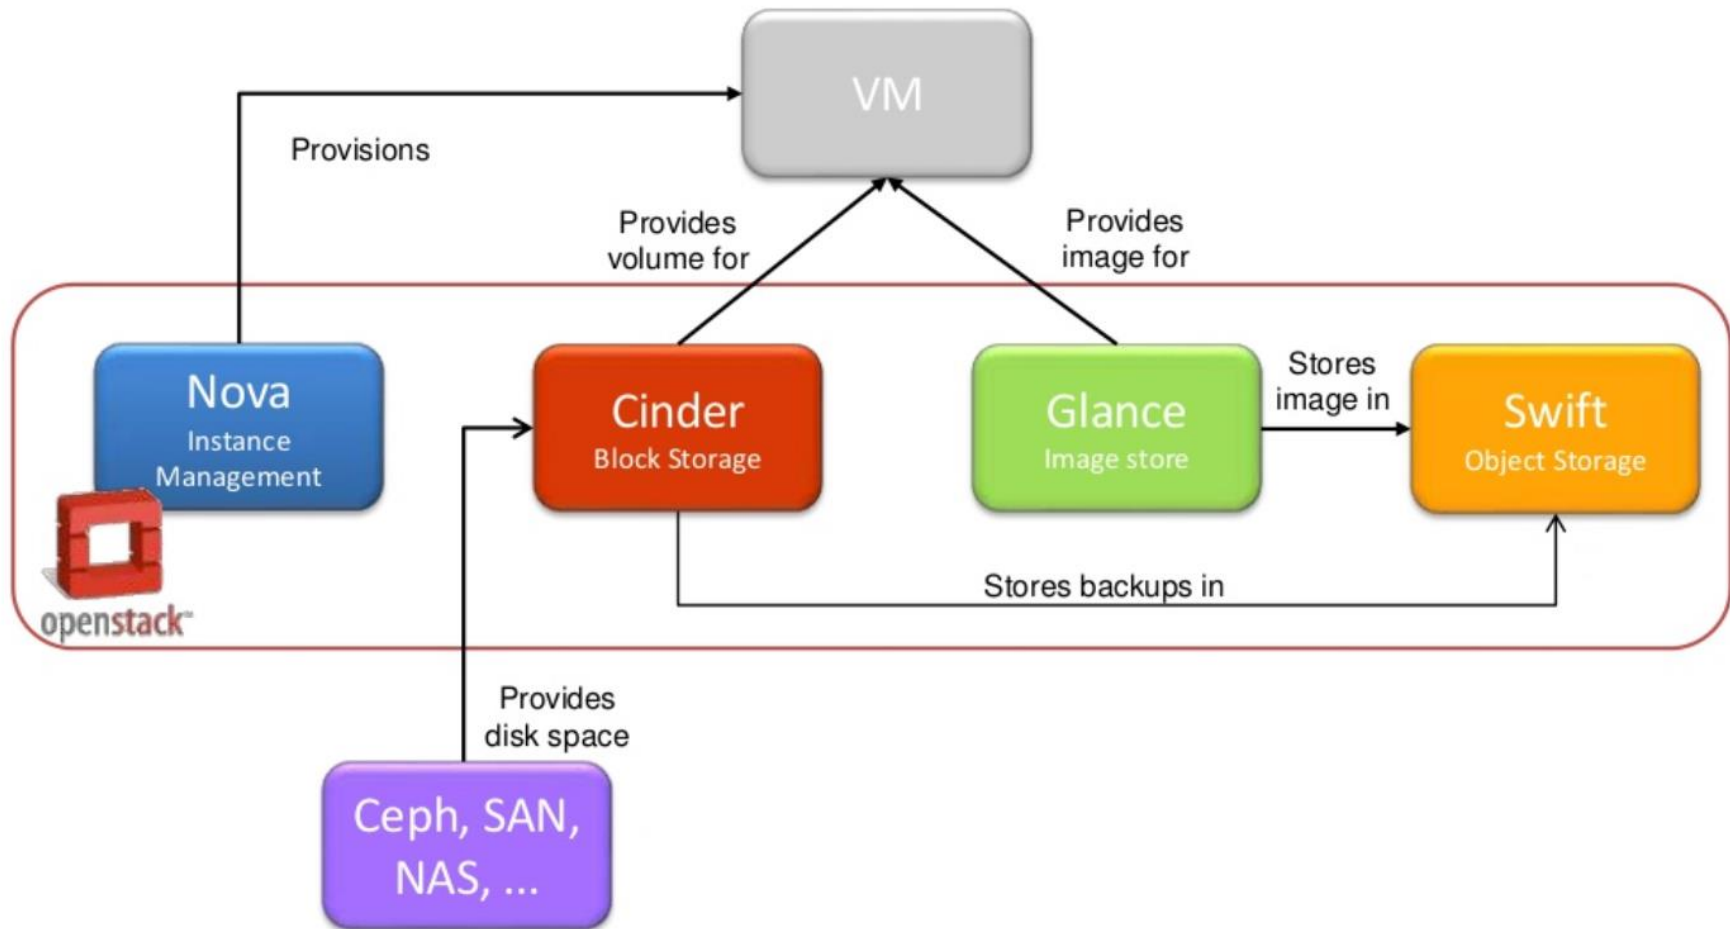 VM
Provisions
Provides
volume for
Provides
image for
Nova
Instance
Management
Cinder
Block Storage
Glance
Image store
Stores
image in
Swift
Object Storage
openstack™
Stores backups in
Provides
disk space
Ceph, SAN,
NAS, ...